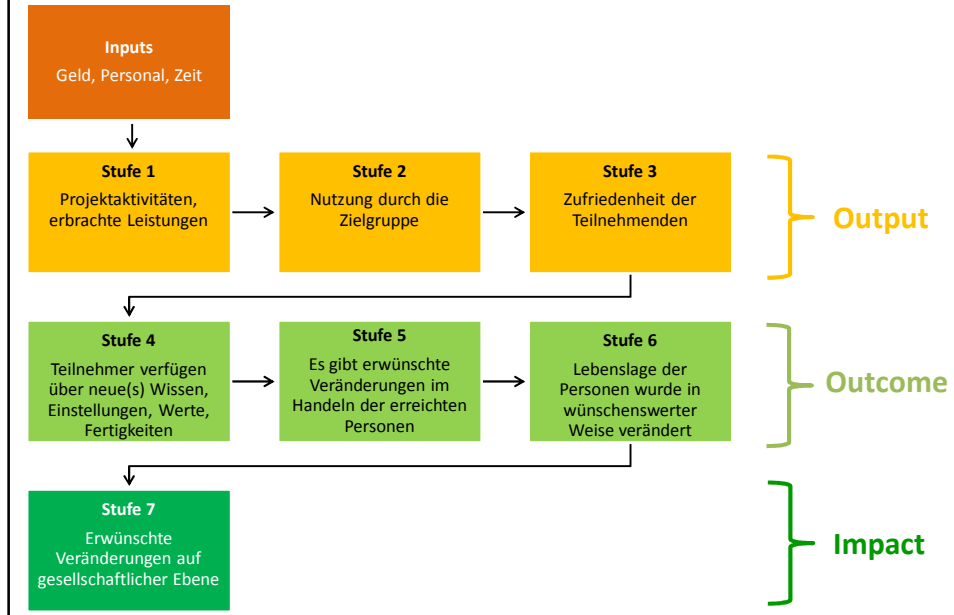 Inputs
Geld, Personal, Zeit
Stufe 1
Projektaktivitäten,
erbrachte Leistungen
Stufe 2
Nutzung durch die
Zielgruppe
Stufe 3
Zufriedenheit der
Teilnehmenden
Output
Stufe 4
Teilnehmer verfügen
über neue(s) Wissen,
Einstellungen, Werte,
Fertigkeiten
Stufe 5
Es gibt erwünschte
Veränderungen im
Handeln der erreichten
Personen
Stufe 6
Lebenslage der
Personen wurde in
wünschenswerter
Weise verändert
Outcome
Stufe 7
Erwünschte
Veränderungen auf
gesellschaftlicher Ebene
Impact